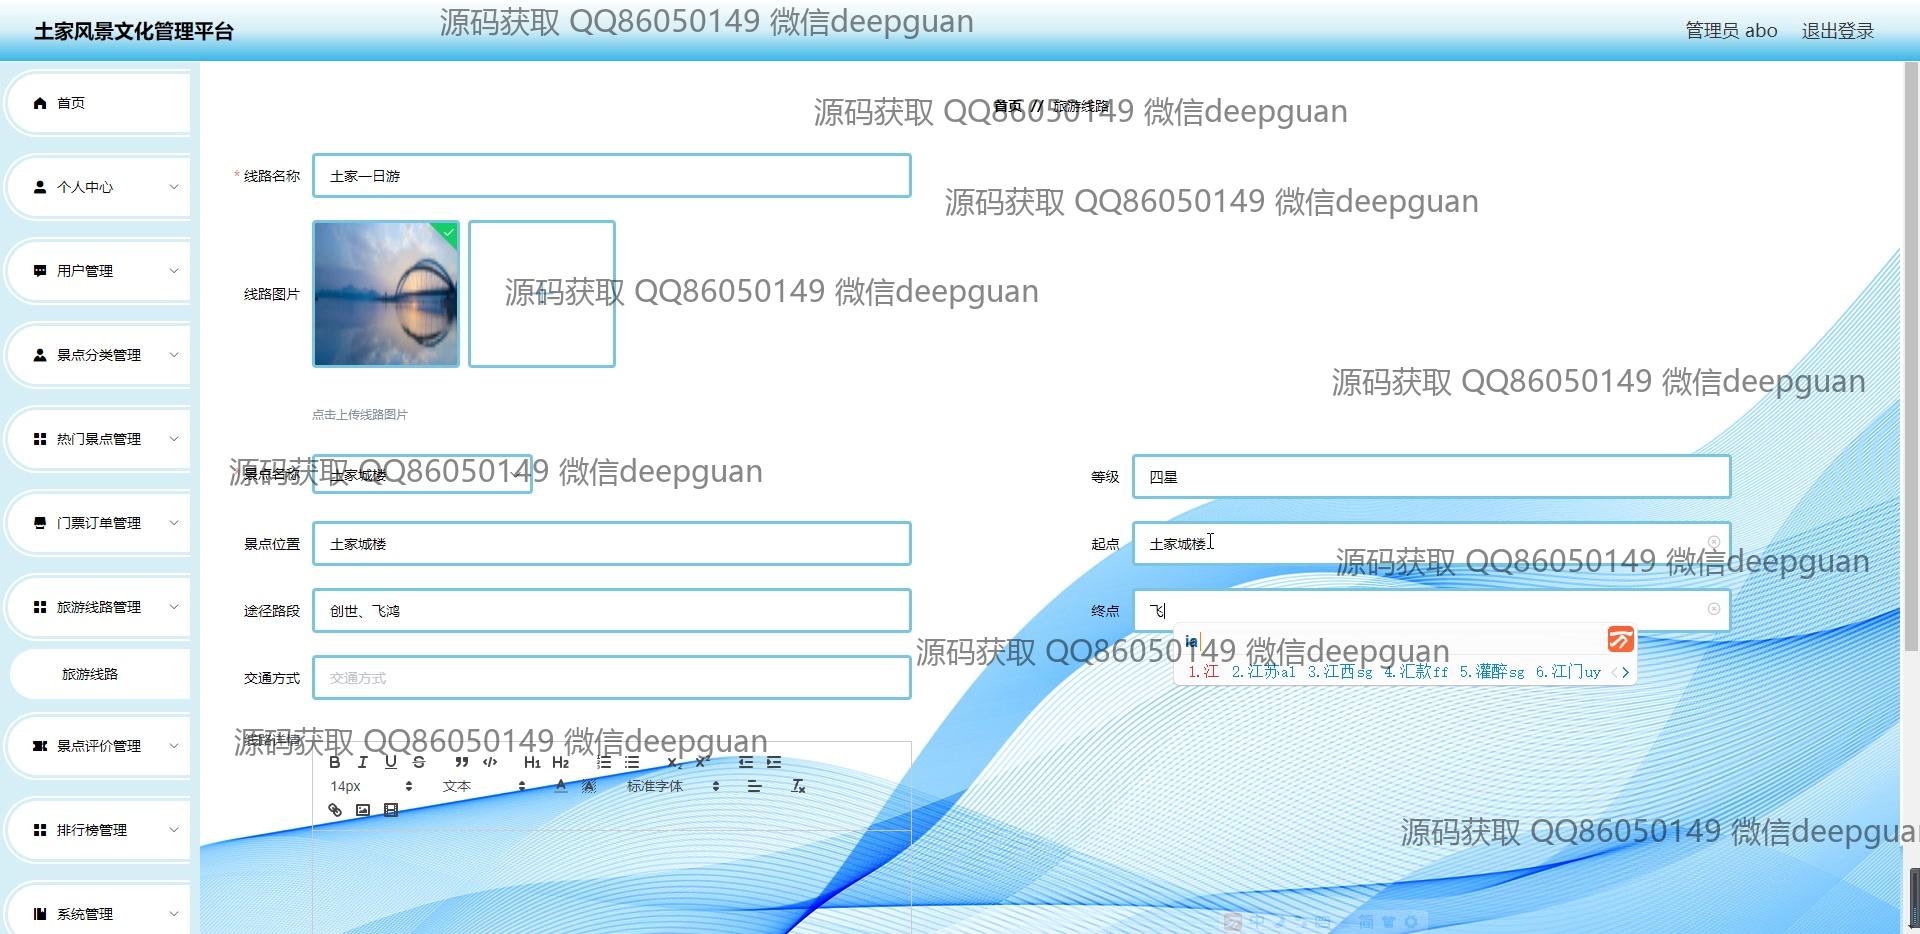 土家风景文化管理平台
源码获取 QQ86050149 微信deepguan
管理员 abo 退出登录
首页
首页 // 旅游线路
源码获取 QQ86050149 微信deepguan
* 线路名称 土家一日游
个人中心
源码获取 QQ86050149 微信deepguan
用户管理
线路图片
源码获取 QQ86050149 微信deepguan
景点分类管理
源码获取 QQ86050149 微信deepguan
点击上传线路图片
热门景点管理
* 景点名称 土家城楼
源码获取 QQ86050149 微信deepguan
等级 四星
门票订单管理
景点位置 土家城楼
起点 土家城楼
源码获取 QQ86050149 微信deepguan
旅游线路管理
途径路段 创世、飞鸿
终点 飞
ia
源码获取 QQ86050149 微信deepguan
1.江 2.江苏al 3.江西sg 4.汇款ff 5.灌醉sg 6.江门uy
旅游线路
交通方式 交通方式
线路详情
源码获取 QQ86050149 微信deepguan
景点评价管理
B I U S H1 H2 x2 x2
14px 文本 A 标准字体
排行榜管理
源码获取 QQ86050149 微信deepguan
系统管理
中 简